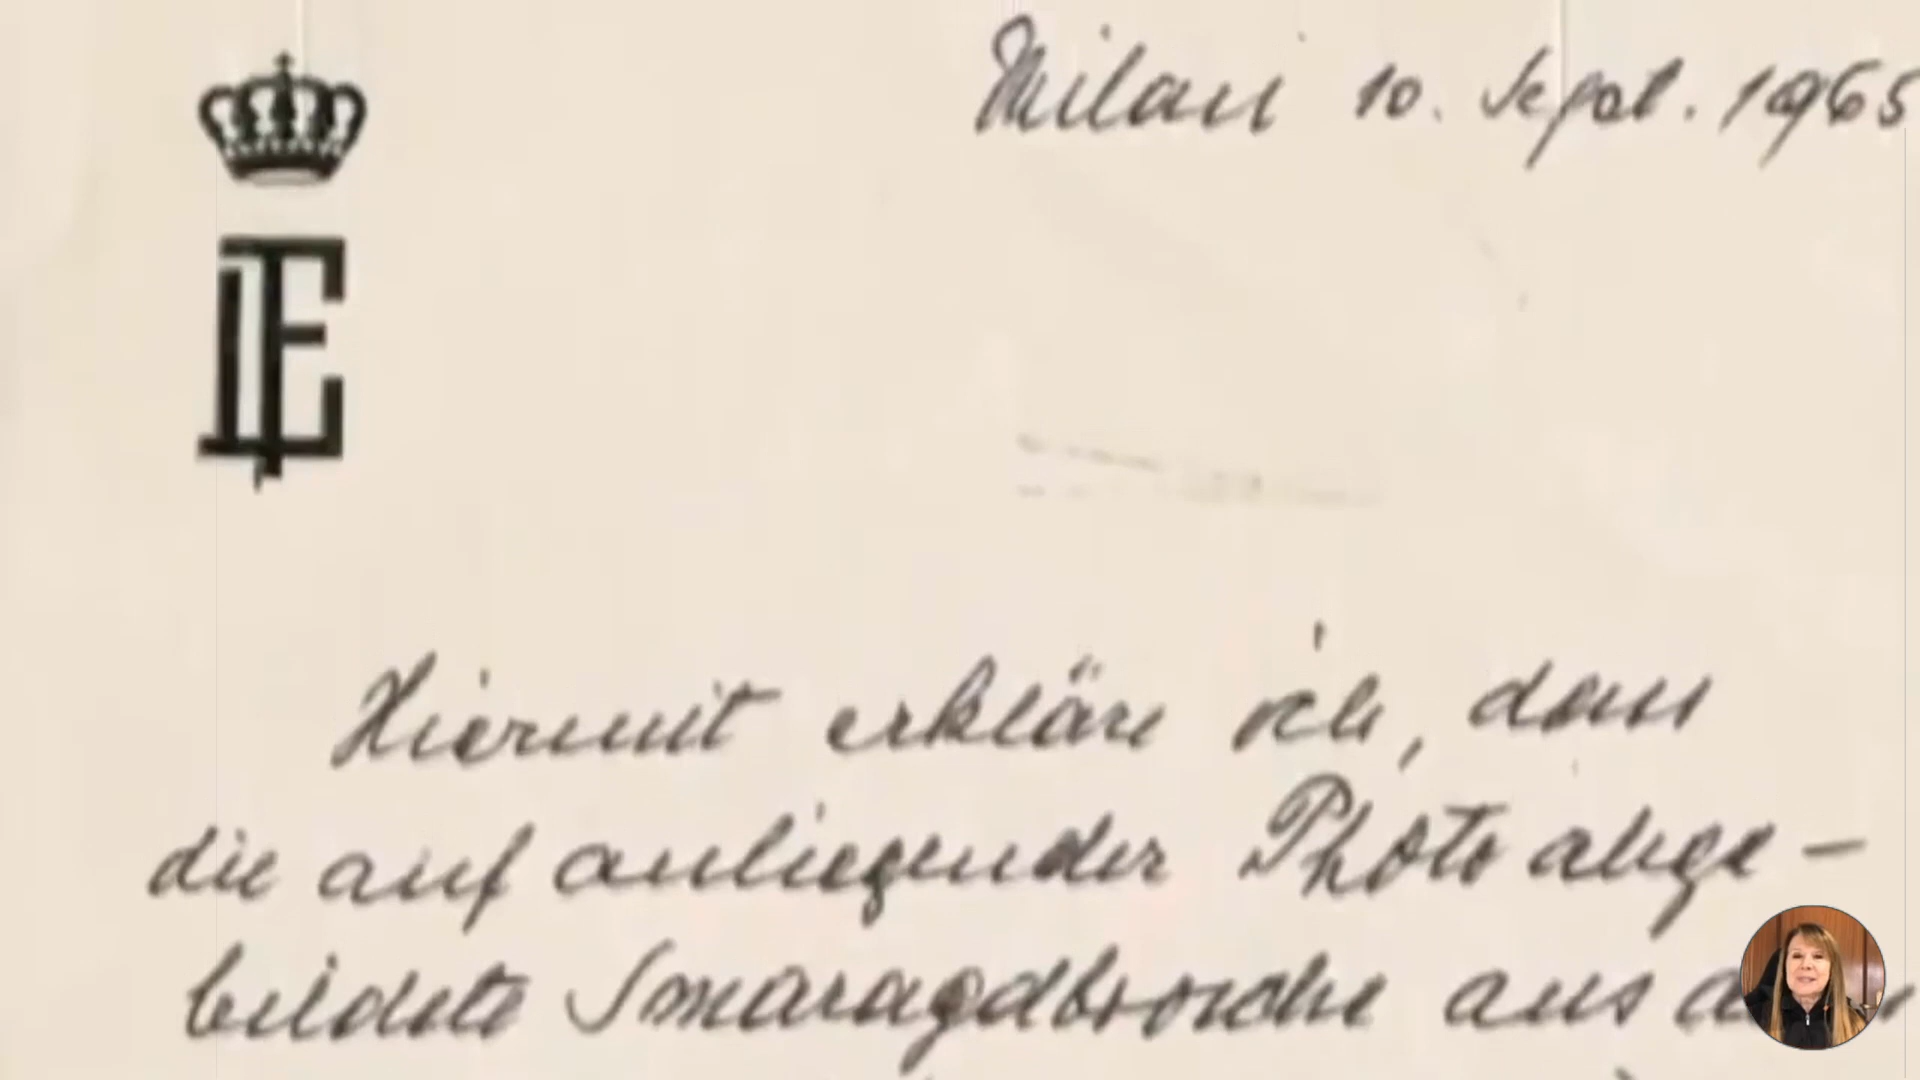 Milan 10. Sept. 1965
Hiermit erkläre ich, dass
die auf anliegender Photo abge-
bildete Smaragdbrosche aus